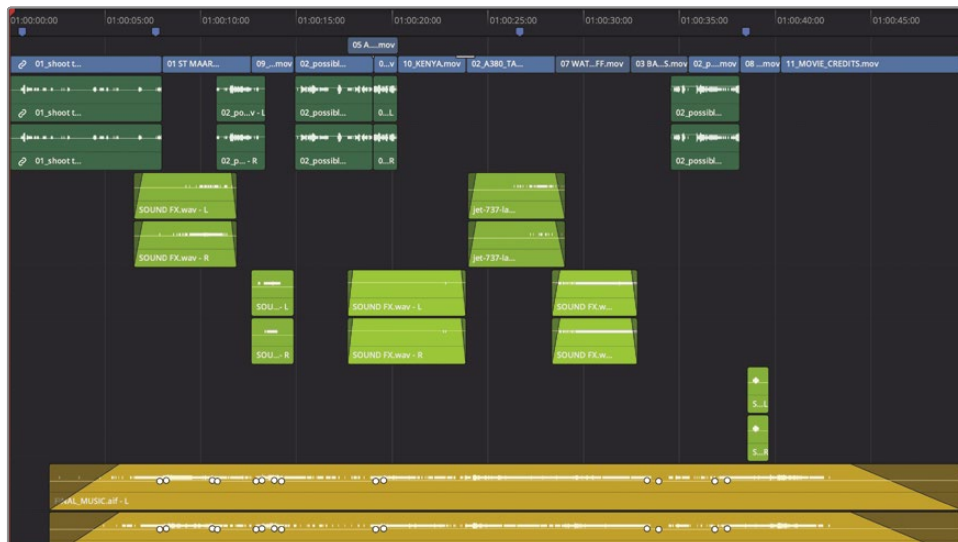 01:00:00:00 01:00:05:00 01:00:10:00 01:00:15:00 01:00:20:00 01:00:25:00 01:00:30:00 01:00:35:00 01:00:40:00 01:00:45:00
05 A....mov
01_shoot t... 01 ST MAAR... 09_...mov 02_possibl... 0...v 10_KENYA.mov 02_A380_TA... 07 WAT...FF.mov 03 BA...S.mov 02_p....mov 08 ...mov 11_MOVIE_CREDITS.mov
01_shoot t... 02_po...v - L 02_possibl... 0...L 02_possibl...
01_shoot t... 02_p... - R 02_possibl... 0...R 02_possibl...
SOUND FX.wav - L jet-737-la...
SOUND FX.wav - R jet-737-la...
SOU...- L SOUND FX.wav - L SOUND FX.w...
SOU...- R SOUND FX.wav - R SOUND FX.w...
S...L
S...R
FINAL_MUSIC.aif - L